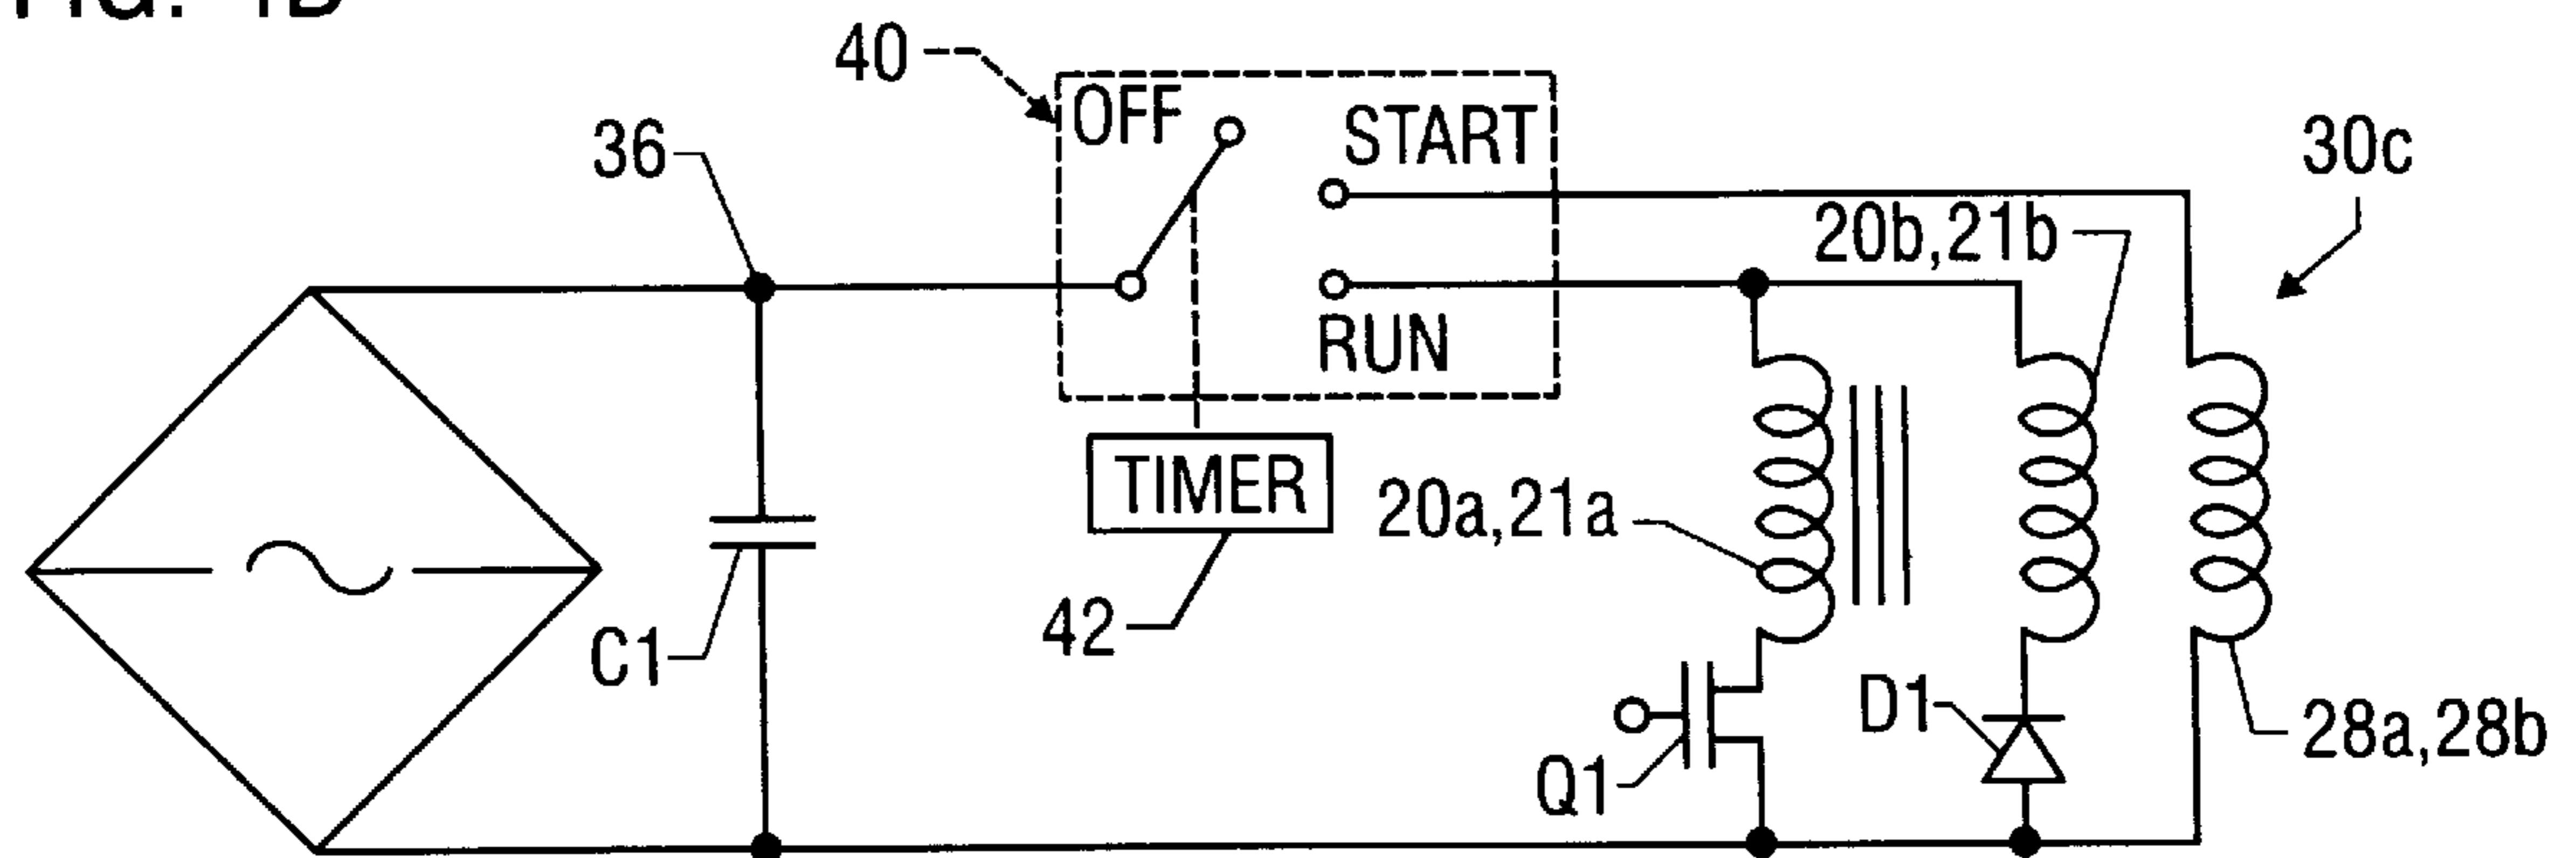 40
OFF
START
36
30c
20b,21b
RUN
TIMER
20a,21a
42
C1
D1
Q1
28a,28b